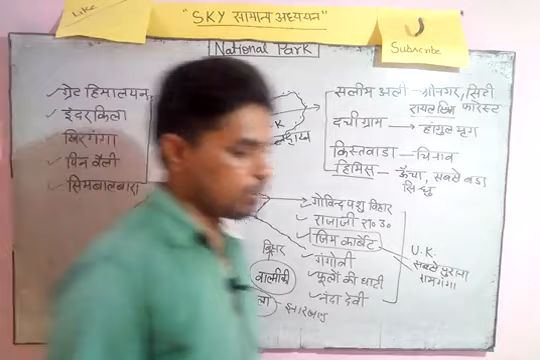 Like
"SKY सामान्य अध्ययन"
Subscribe
National Park
✓ ग्रेट हिमालयन
✓ इंदरकिला
खिरगंगा
✓ पिन वैली
✓ सिमबालबारा
सलीम अली — श्रीनगर, सिटी
फॉरेस्ट
दचीग्राम → हांगुल मृग
किस्तवाडा — चिनाव
हिमिस — ऊँचा, सबसे बडा
सिन्धु
→ गोविन्द पशु विहार
✓ राजाजी रा० उ०
✓ जिम कार्बेट
✓ गंगोत्री
✓ फूलों की घाटी
✓ नंदा देवी
U.K.
सबसे पुराना
रामगंगा
बिहार
वाल्मीकी